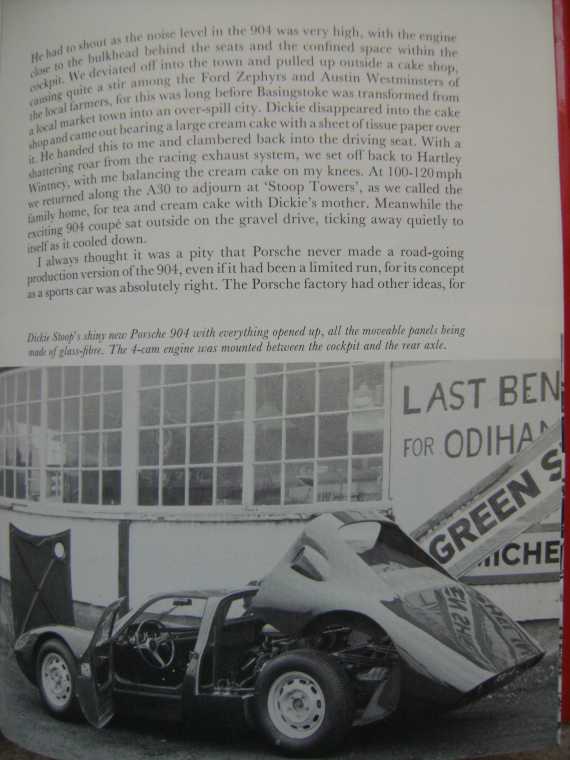 He had to shout as the noise level in the 904 was very high, with the engine
close to the bulkhead behind the seats and the confined space within the
cockpit. We deviated off into the town and pulled up outside a cake shop,
causing quite a stir among the Ford Zephyrs and Austin Westminsters of
the local farmers, for this was long before Basingstoke was transformed from
a local market town into an over-spill city. Dickie disappeared into the cake
shop and came out bearing a large cream cake with a sheet of tissue paper over
it. He handed this to me and clambered back into the driving seat. With a
shattering roar from the racing exhaust system, we set off back to Hartley
Wintney, with me balancing the cream cake on my knees. At 100-120mph
we returned along the A30 to adjourn at ‘Stoop Towers’, as we called the
family home, for tea and cream cake with Dickie's mother. Meanwhile the
exciting 904 coupé sat outside on the gravel drive, ticking away quietly to
itself as it cooled down.
I always thought it was a pity that Porsche never made a road-going
production version of the 904, even if it had been a limited run, for its concept
as a sports car was absolutely right. The Porsche factory had other ideas, for
Dickie Stoop's shiny new Porsche 904 with everything opened up, all the moveable panels being
made of glass-fibre. The 4-cam engine was mounted between the cockpit and the rear axle.
LAST BEN
FOR ODIHA
GREEN S
MICHE